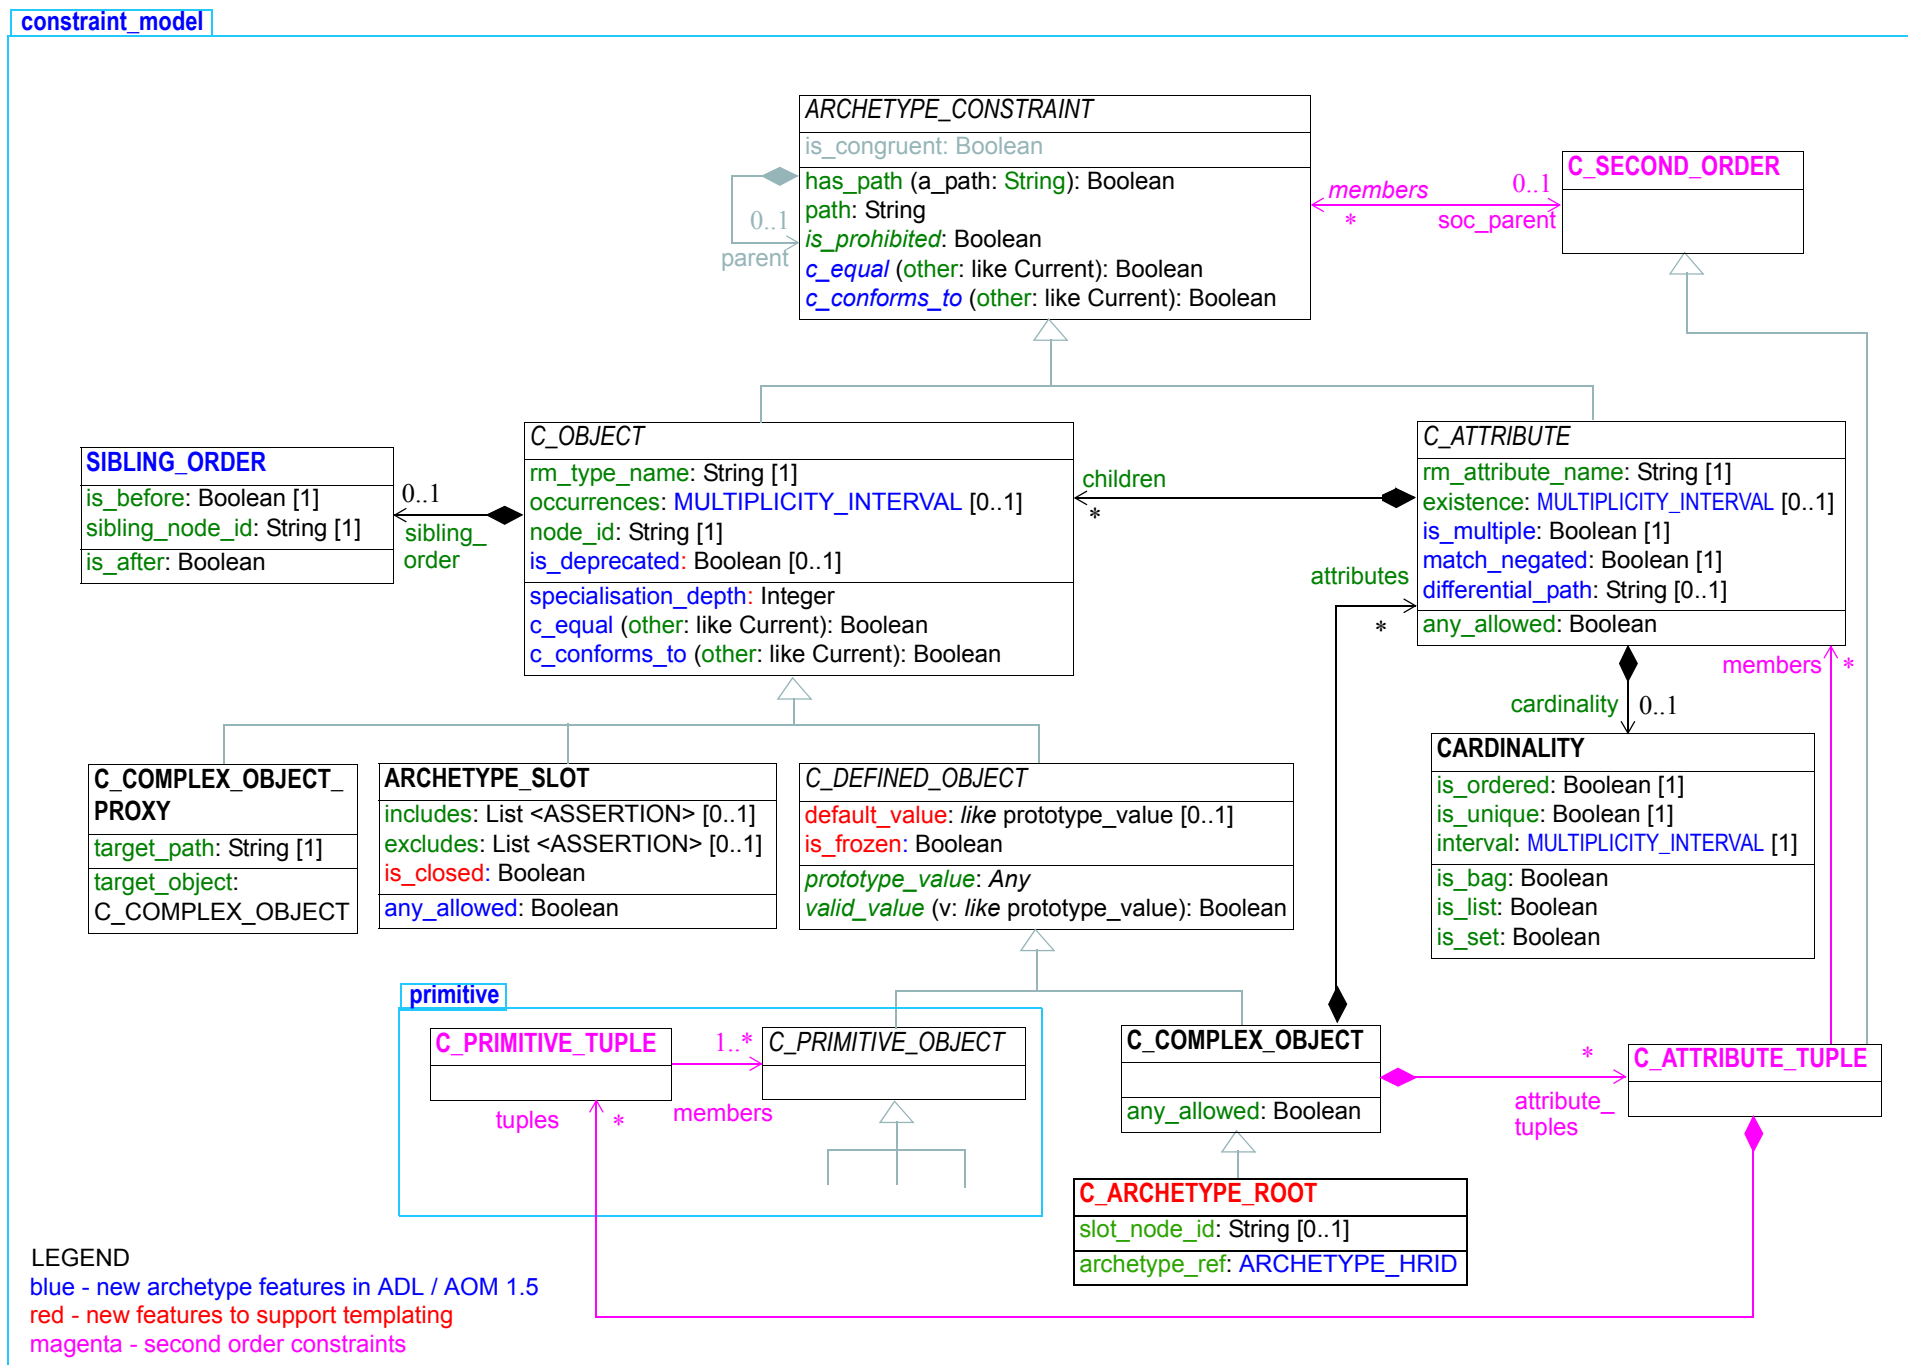 constraint_model
ARCHETYPE_CONSTRAINT
is_congruent: Boolean
has_path (a_path: String): Boolean
path: String
is_prohibited: Boolean
c_equal (other: like Current): Boolean
c_conforms_to (other: like Current): Boolean
0..1
parent
members
*
0..1
soc_parent
C_SECOND_ORDER
SIBLING_ORDER
is_before: Boolean [1]
sibling_node_id: String [1]
is_after: Boolean
0..1
sibling_
order
C_OBJECT
rm_type_name: String [1]
occurrences: MULTIPLICITY_INTERVAL [0..1]
node_id: String [1]
is_deprecated: Boolean [0..1]
specialisation_depth: Integer
c_equal (other: like Current): Boolean
c_conforms_to (other: like Current): Boolean
children
*
attributes
*
C_ATTRIBUTE
rm_attribute_name: String [1]
existence: MULTIPLICITY_INTERVAL [0..1]
is_multiple: Boolean [1]
match_negated: Boolean [1]
differential_path: String [0..1]
any_allowed: Boolean
members *
cardinality 0..1
C_COMPLEX_OBJECT_
PROXY
target_path: String [1]
target_object:
C_COMPLEX_OBJECT
ARCHETYPE_SLOT
includes: List <ASSERTION> [0..1]
excludes: List <ASSERTION> [0..1]
is_closed: Boolean
any_allowed: Boolean
C_DEFINED_OBJECT
default_value: like prototype_value [0..1]
is_frozen: Boolean
prototype_value: Any
valid_value (v: like prototype_value): Boolean
CARDINALITY
is_ordered: Boolean [1]
is_unique: Boolean [1]
interval: MULTIPLICITY_INTERVAL [1]
is_bag: Boolean
is_list: Boolean
is_set: Boolean
primitive
C_PRIMITIVE_TUPLE
1..*
members
C_PRIMITIVE_OBJECT
tuples *
C_COMPLEX_OBJECT
any_allowed: Boolean
*
attribute_
tuples
C_ATTRIBUTE_TUPLE
C_ARCHETYPE_ROOT
slot_node_id: String [0..1]
archetype_ref: ARCHETYPE_HRID
LEGEND
blue - new archetype features in ADL / AOM 1.5
red - new features to support templating
magenta - second order constraints